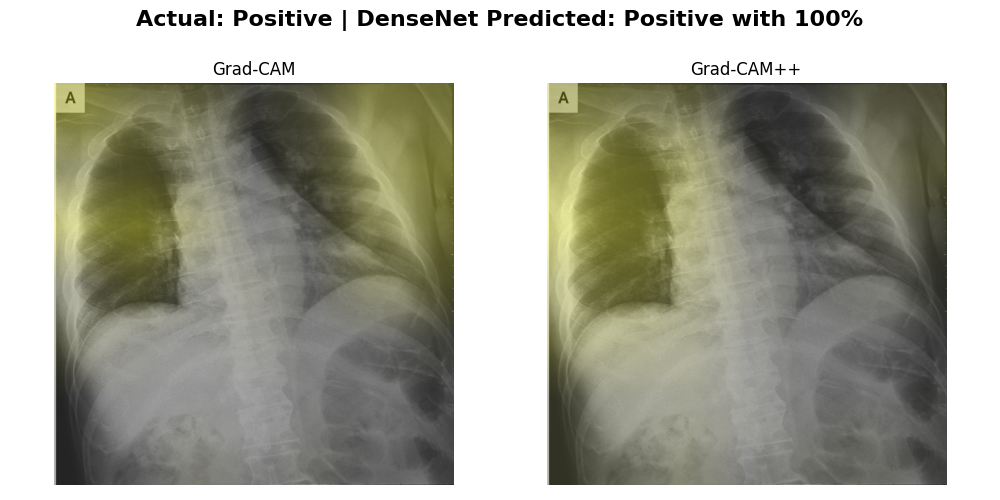 Actual: Positive | DenseNet Predicted: Positive with 100%
Grad-CAM
Grad-CAM++
A
A